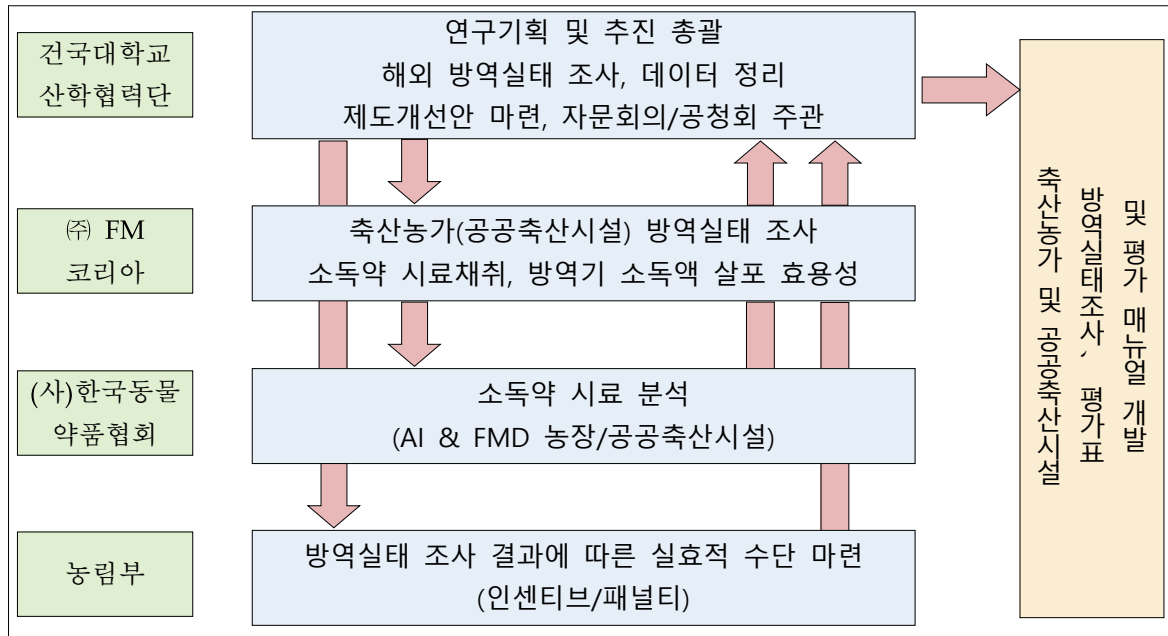 건국대학교
산학협력단
연구기획 및 추진 총괄
해외 방역실태 조사, 데이터 정리
제도개선안 마련, 자문회의/공청회 주관
㈜ FM
코리아
축산농가(공공축산시설) 방역실태 조사
소독약 시료채취, 방역기 소독액 살포 효용성
(사)한국동물
약품협회
소독약 시료 분석
(AI & FMD 농장/공공축산시설)
농림부
방역실태 조사 결과에 따른 실효적 수단 마련
(인센티브/패널티)
축산농가 및 공공축산시설
방역실태조사, 평가표
및 평가 매뉴얼 개발